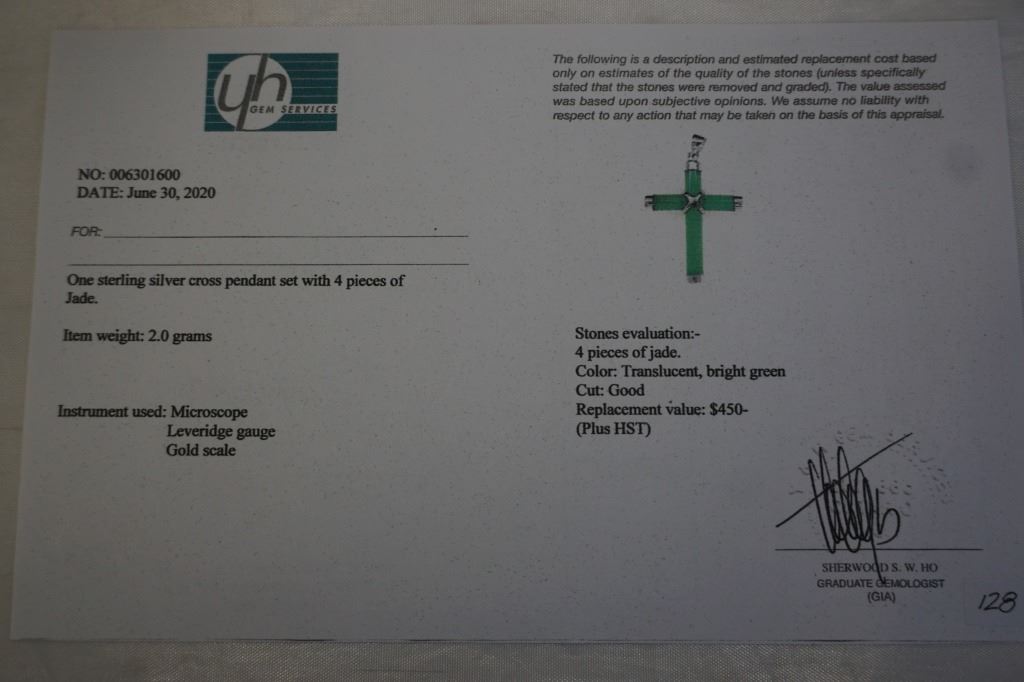 yh
GEM SERVICES
The following is a description and estimated replacement cost based
only on estimates of the quality of the stones (unless specifically
stated that the stones were removed and graded). The value assessed
was based upon subjective opinions. We assume no liability with
respect to any action that may be taken on the basis of this appraisal.
NO: 006301600
DATE: June 30, 2020
FOR:
One sterling silver cross pendant set with 4 pieces of
Jade.
Item weight: 2.0 grams
Instrument used: Microscope
Leveridge gauge
Gold scale
Stones evaluation:-
4 pieces of jade.
Color: Translucent, bright green
Cut: Good
Replacement value: $450-
(Plus HST)
SHERWOOD S. W. HO
GRADUATE GEMOLOGIST
(GIA)
128